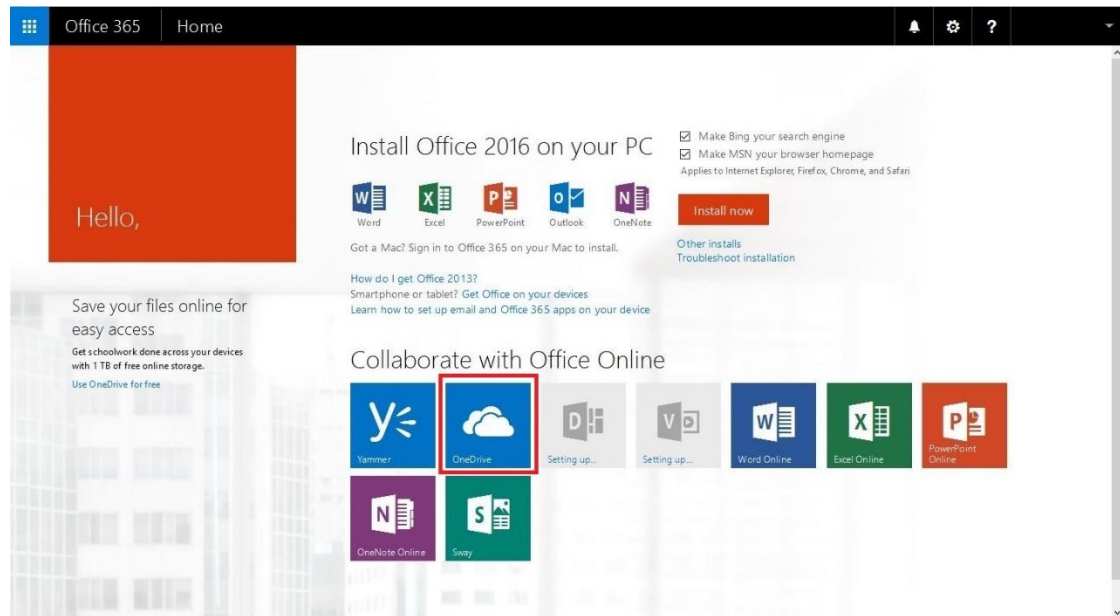 Office 365
Home
?
Hello,
Install Office 2016 on your PC
Word
Excel
PowerPoint
Outlook
OneNote
Got a Mac? Sign in to Office 365 on your Mac to install.
How do I get Office 2013?
Smartphone or tablet? Get Office on your devices
Learn how to set up email and Office 365 apps on your device
Make Bing your search engine
Make MSN your browser homepage
Applies to Internet Explorer, Firefox, Chrome, and Safari
Install now
Other installs
Troubleshoot installation
Save your files online for
easy access
Get schoolwork done across your devices
with 1 TB of free online storage.
Use OneDrive for free
Collaborate with Office Online
Yammer
OneDrive
Setting up...
Setting up...
Word Online
Excel Online
PowerPoint
Online
OneNote Online
Sway